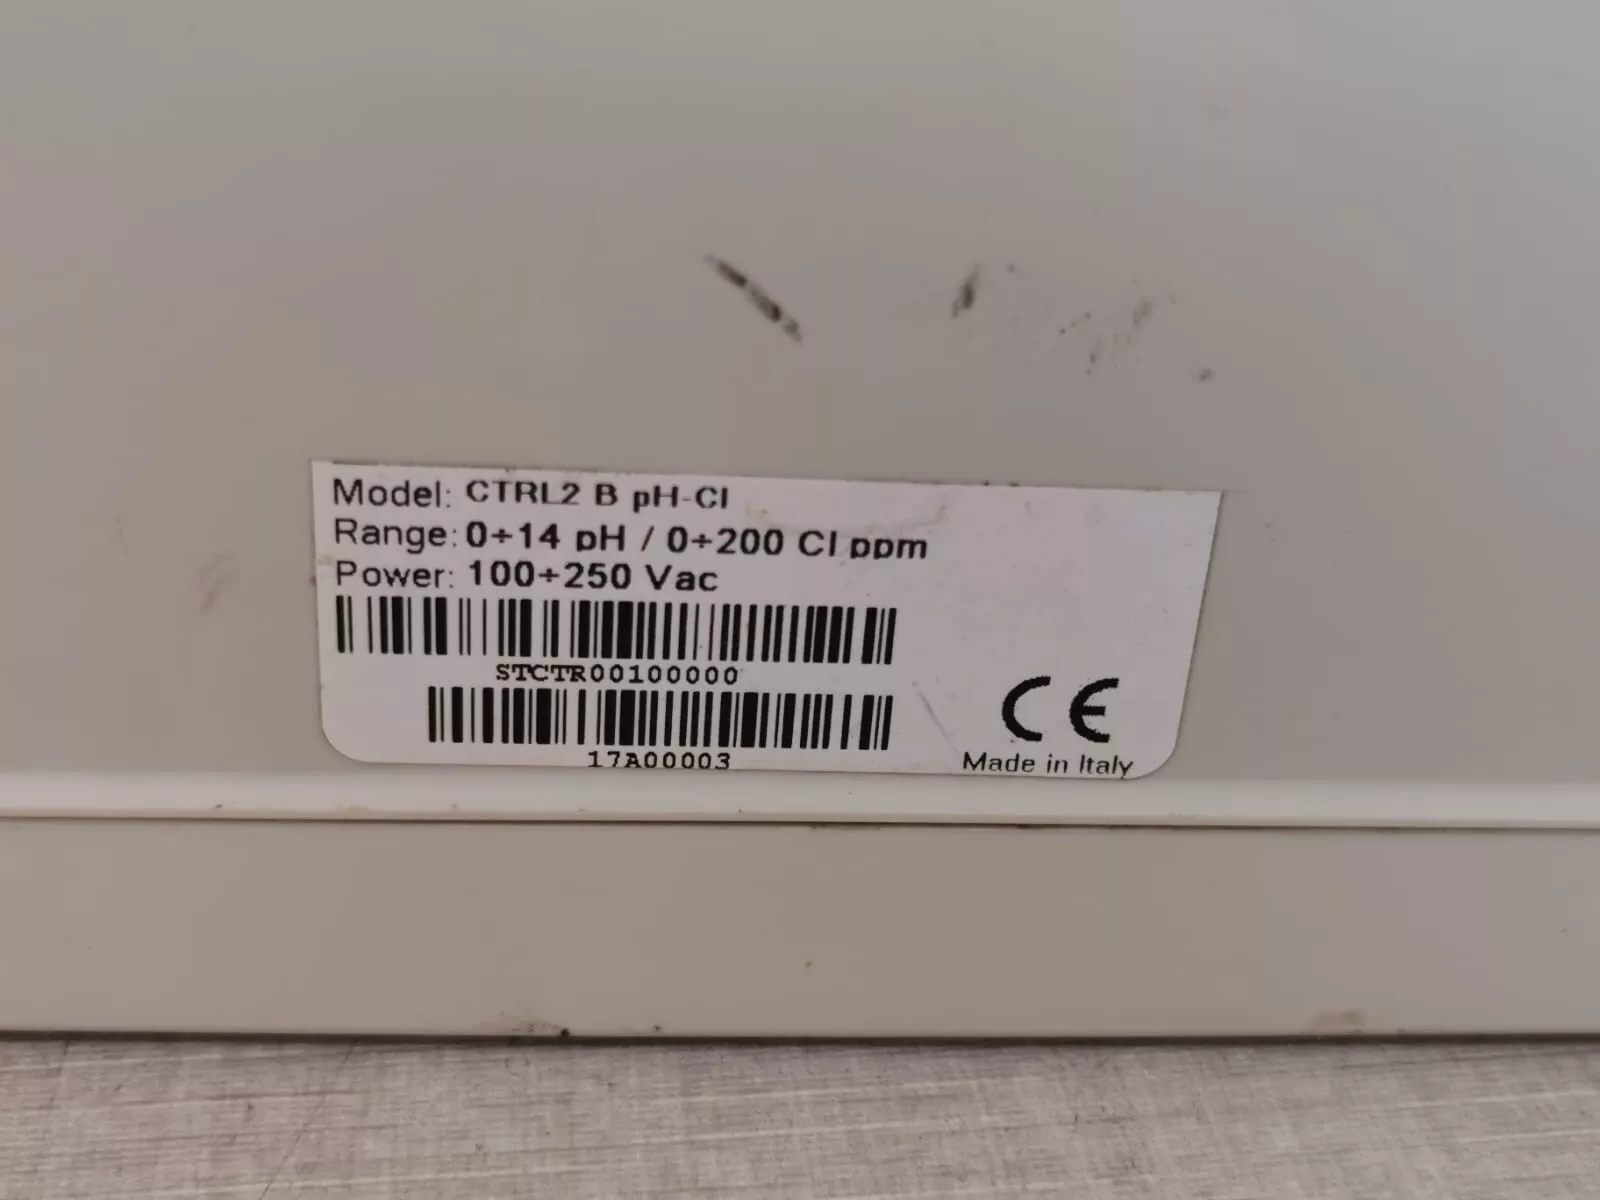 Model: CTRL2 B pH-Cl
Range: 0÷14 pH / 0÷200 Cl ppm
Power: 100÷250 Vac
STCTR00100000
17A00003
CE
Made in Italy